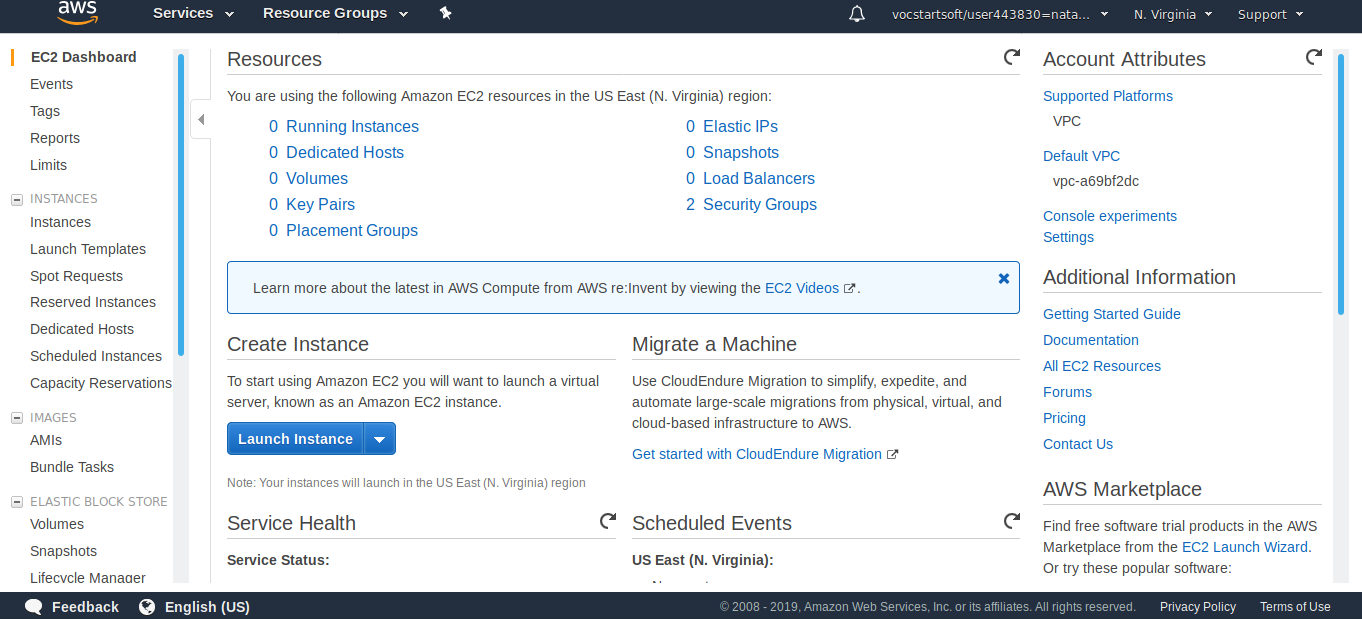 aws
Services
Resource Groups
vocstartsoft/user443830=nata...
N. Virginia
Support
EC2 Dashboard
Events
Tags
Reports
Limits
INSTANCES
Instances
Launch Templates
Spot Requests
Reserved Instances
Dedicated Hosts
Scheduled Instances
Capacity Reservations
IMAGES
AMIs
Bundle Tasks
ELASTIC BLOCK STORE
Volumes
Snapshots
Lifecycle Manager
Resources
You are using the following Amazon EC2 resources in the US East (N. Virginia) region:
0 Running Instances
0 Dedicated Hosts
0 Volumes
0 Key Pairs
0 Placement Groups
0 Elastic IPs
0 Snapshots
0 Load Balancers
2 Security Groups
Learn more about the latest in AWS Compute from AWS re:Invent by viewing the EC2 Videos .
Create Instance
To start using Amazon EC2 you will want to launch a virtual
server, known as an Amazon EC2 instance.
Launch Instance
Note: Your instances will launch in the US East (N. Virginia) region
Migrate a Machine
Use CloudEndure Migration to simplify, expedite, and
automate large-scale migrations from physical, virtual, and
cloud-based infrastructure to AWS.
Get started with CloudEndure Migration
Service Health
Service Status:
Scheduled Events
US East (N. Virginia):
Account Attributes
Supported Platforms
VPC
Default VPC
vpc-a69bf2dc
Console experiments
Settings
Additional Information
Getting Started Guide
Documentation
All EC2 Resources
Forums
Pricing
Contact Us
AWS Marketplace
Find free software trial products in the AWS
Marketplace from the EC2 Launch Wizard.
Or try these popular software:
Feedback
English (US)
© 2008 - 2019, Amazon Web Services, Inc. or its affiliates. All rights reserved.
Privacy Policy
Terms of Use